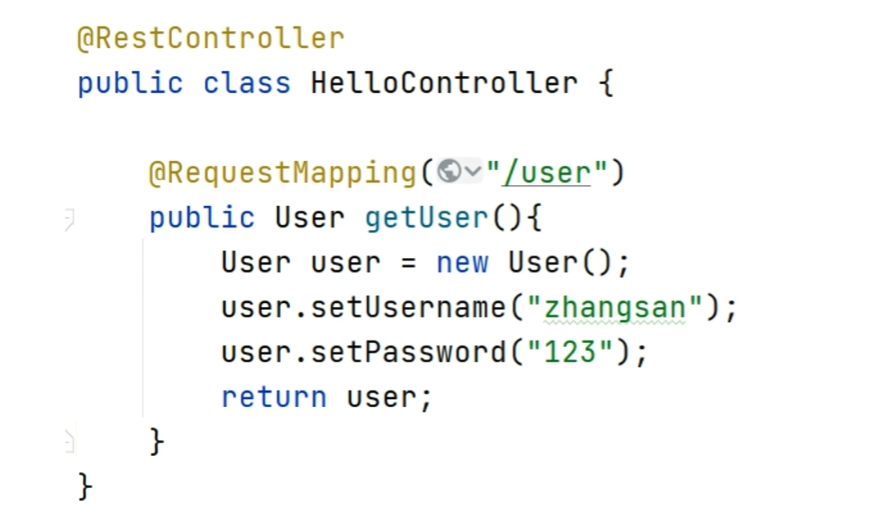 @RestController
public class HelloController {
@RequestMapping("/user")
public User getUser(){
User user = new User();
user.setUsername("zhangsan");
user.setPassword("123");
return user;
}
}